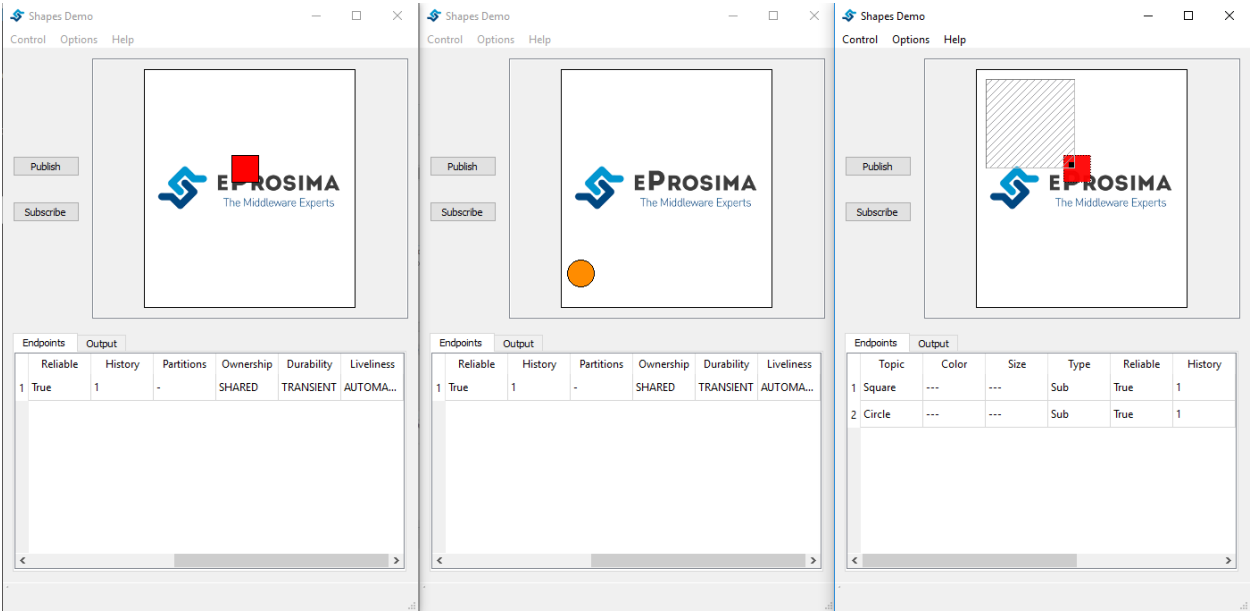 Shapes Demo
Control Options Help
Publish
Subscribe
EPROSIMA
The Middleware Experts
Endpoints Output
Reliable History Partitions Ownership Durability Liveliness
1 True 1 - SHARED TRANSIENT AUTOMA...
Shapes Demo
Control Options Help
Publish
Subscribe
EPROSIMA
The Middleware Experts
Endpoints Output
Reliable History Partitions Ownership Durability Liveliness
1 True 1 - SHARED TRANSIENT AUTOMA...
Shapes Demo
Control Options Help
Publish
Subscribe
EPROSIMA
The Middleware Experts
Endpoints Output
Topic Color Size Type Reliable History
1 Square --- --- Sub True 1
2 Circle --- --- Sub True 1